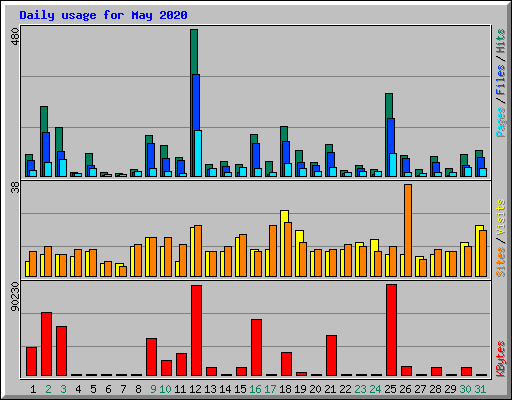 Daily usage for May 2020
480
Pages / Files / Hits
38
Sites / Visits
90230
KBytes
1 2 3 4 5 6 7 8 9 10 11 12 13 14 15 16 17 18 19 20 21 22 23 24 25 26 27 28 29 30 31